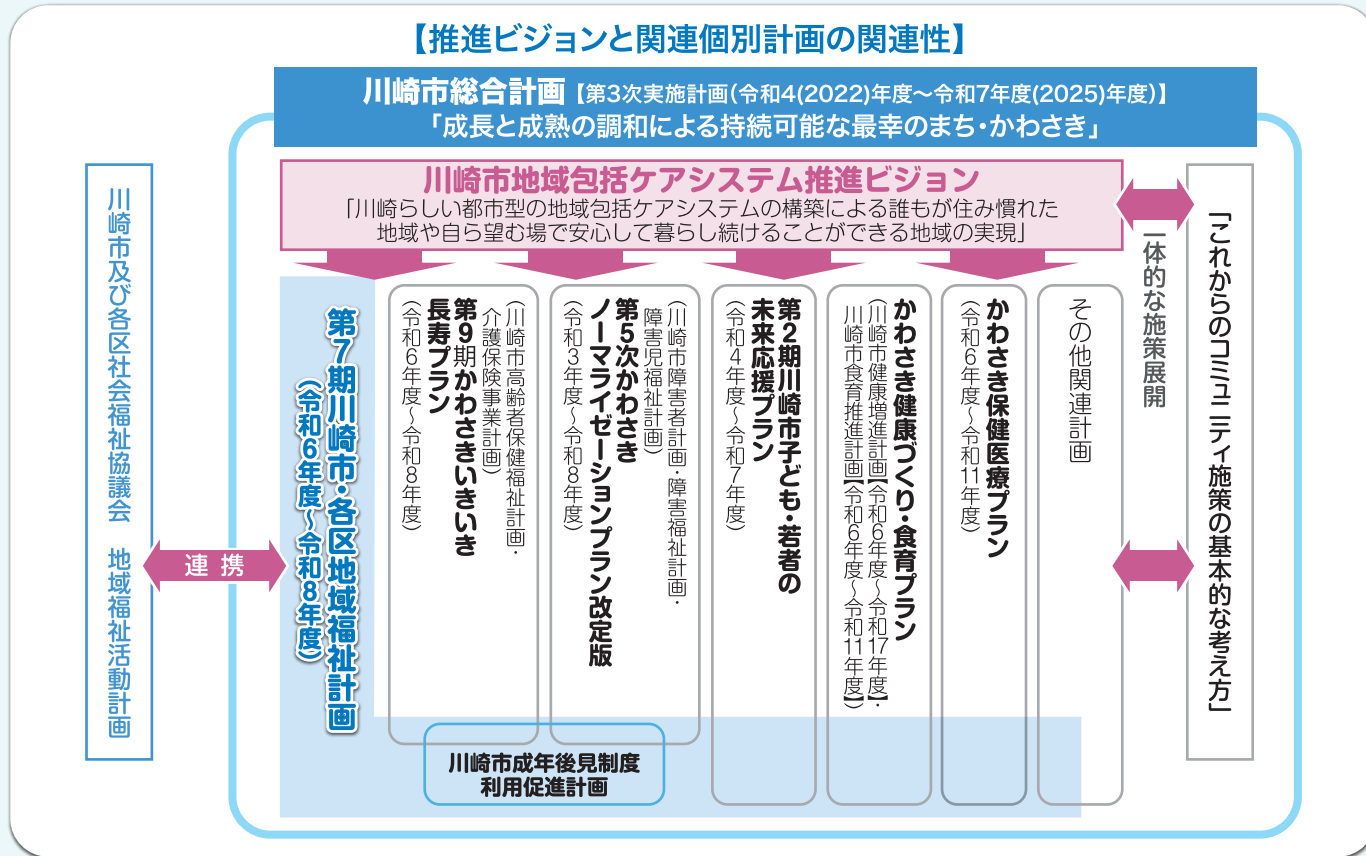 【推進ビジョンと関連個別計画の関連性】
川崎市総合計画【第3次実施計画(令和4(2022)年度～令和7年度(2025)年度)】
「成長と成熟の調和による持続可能な最幸のまち・かわさき」
川崎市地域包括ケアシステム推進ビジョン
「川崎らしい都市型の地域包括ケアシステムの構築による誰もが住み慣れた
地域や自ら望む場で安心して暮らし続けることができる地域の実現」
川崎市及び各区社会福祉協議会　地域福祉活動計画
連携
第7期川崎市・各区地域福祉計画
(令和6年度～令和8年度)
(川崎市高齢者保健福祉計画・
介護保険事業計画)
第9期かわさきいきいき
長寿プラン
(令和6年度～令和8年度)
(川崎市障害者計画・障害福祉計画・
障害児福祉計画)
第5次かわさき
ノーマライゼーションプラン改定版
(令和3年度～令和8年度)
第2期川崎市子ども・若者の
未来応援プラン
(令和4年度～令和7年度)
かわさき健康づくり・食育プラン
(川崎市健康増進計画【令和6年度～令和17年度】・
川崎市食育推進計画【令和6年度～令和11年度】)
かわさき保健医療プラン
(令和6年度～令和11年度)
その他関連計画
川崎市成年後見制度
利用促進計画
一体的な施策展開
「これからのコミュニティ施策の基本的な考え方」